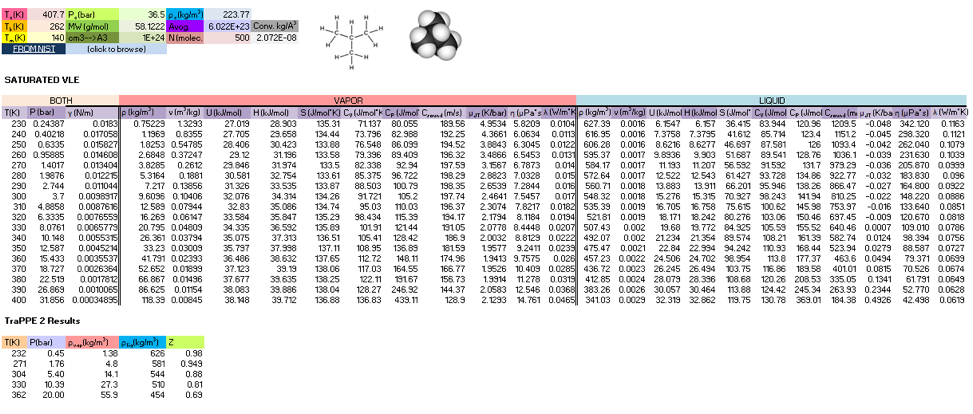 Tc(K) 407.7 Pc(bar) 36.5 ρc(kg/m³) 223.77
Tb(K) 262 MW (g/mol) 58.1222 Avog. 6.022E+23 Conv. kg/A³
Tm(K) 140 cm3-->A3 1E+24 N(molec. 500 2.072E-08
FROM NIST (click to browse)
SATURATED VLE
BOTH VAPOR LIQUID
T(K) P (bar) γ (N/m) ρ (kg/m³) v (m³/kg) U(kJ/mol) H (kJ/mol) S (J/mol*K Cv (J/mol*K Cp (J/mol* (m/s) μJT (K/bar) η (μPa*s λ (W/m*K ρ (kg/m³) v (m³/kg) U (kJ/mol H (kJ/mol S (J/mol* Cv (J/mol Cp (J/mol* μJT (K/bar η (μPa*s) λ (W/m*K
230 0.24387 0.0183 0.75229 1.3293 27.019 28.903 135.31 71.137 80.055 189.56 4.9534 5.8209 0.0104 627.39 0.0016 6.1547 6.157 36.415 83.944 120.96 1209.5 -0.048 342.120 0.1163
240 0.40218 0.017058 1.1969 0.8355 27.705 29.658 134.44 73.796 82.988 192.25 4.3661 6.0634 0.0113 616.95 0.0016 7.3758 7.3795 41.612 85.714 123.4 1151.2 -0.045 298.320 0.1121
250 0.6335 0.015827 1.8253 0.54785 28.406 30.423 133.88 76.548 86.099 194.52 3.8843 6.3045 0.0122 606.28 0.0016 8.6216 8.6277 46.697 87.581 126 1093.4 -0.042 262.040 0.1079
260 0.95885 0.014608 2.6848 0.37247 29.12 31.196 133.58 79.396 89.409 196.32 3.4866 6.5453 0.013 595.37 0.0017 9.8936 9.903 51.687 89.541 128.76 1036.1 -0.039 231.630 0.1039
270 1.4017 0.013404 3.8285 0.2612 29.846 31.974 133.5 82.338 92.94 197.59 3.1567 6.7873 0.014 584.17 0.0017 11.193 11.207 56.592 91.592 131.7 979.29 -0.036 205.870 0.0999
280 1.9876 0.012215 5.3164 0.1881 30.581 32.754 133.61 85.375 96.722 198.29 2.8823 7.0328 0.015 572.64 0.0017 12.522 12.543 61.427 93.728 134.86 922.77 -0.032 183.830 0.096
290 2.744 0.011044 7.217 0.13856 31.326 33.535 133.87 88.503 100.79 198.35 2.6539 7.2844 0.016 560.71 0.0018 13.883 13.911 66.201 95.946 138.26 866.47 -0.027 164.800 0.0922
300 3.7 0.0098917 9.6096 0.10406 32.076 34.314 134.26 91.721 105.2 197.74 2.4641 7.5457 0.017 548.32 0.0018 15.276 15.315 70.927 98.243 141.94 810.25 -0.022 148.220 0.0886
310 4.8858 0.0087616 12.589 0.07944 32.83 35.086 134.74 95.03 110.03 196.37 2.3074 7.8217 0.0182 535.39 0.0019 16.705 16.758 75.615 100.62 145.98 753.97 -0.016 133.640 0.0851
320 6.3335 0.0076559 16.269 0.06147 33.584 35.847 135.29 98.434 115.39 194.17 2.1794 8.1184 0.0194 521.81 0.0019 18.171 18.242 80.276 103.06 150.46 697.45 -0.009 120.670 0.0818
330 8.0761 0.0065779 20.795 0.04809 34.335 36.592 135.89 101.91 121.44 191.05 2.0778 8.4448 0.0207 507.43 0.002 19.68 19.772 84.925 105.59 155.52 640.46 0.0007 109.010 0.0786
340 10.148 0.0055315 26.361 0.03794 35.075 37.313 136.51 105.41 128.42 186.9 2.0032 8.8129 0.0222 492.07 0.002 21.234 21.354 89.574 108.21 161.39 582.74 0.0124 98.394 0.0756
350 12.587 0.0045214 33.23 0.03009 35.797 37.998 137.11 108.95 136.89 181.59 1.9577 9.2411 0.0239 475.47 0.0021 22.84 22.994 94.242 110.93 168.44 523.94 0.0279 88.587 0.0727
360 15.433 0.0035537 41.791 0.02393 36.486 38.632 137.65 112.72 148.11 174.98 1.9413 9.7575 0.026 457.23 0.0022 24.506 24.702 98.954 113.8 177.37 463.6 0.0494 79.371 0.0699
370 18.727 0.0026364 52.652 0.01899 37.123 39.19 138.06 117.03 164.55 166.77 1.9526 10.409 0.0285 436.72 0.0023 26.245 26.494 103.75 116.86 189.58 401.01 0.0815 70.526 0.0674
380 22.519 0.0017812 66.867 0.01496 37.677 39.635 138.25 122.11 191.67 156.73 1.9914 11.278 0.0319 412.85 0.0024 28.079 28.396 108.68 120.26 208.53 335.05 0.1341 61.791 0.0649
390 26.869 0.0010085 86.625 0.01154 38.083 39.886 138.04 128.27 246.92 144.37 2.0583 12.546 0.0368 383.26 0.0026 30.057 30.464 113.88 124.42 245.34 263.93 0.2344 52.770 0.0628
400 31.856 0.00034895 118.39 0.00845 38.148 39.712 136.88 136.83 439.11 128.9 2.1293 14.761 0.0465 341.03 0.0029 32.319 32.862 119.75 130.78 369.01 184.38 0.4926 42.498 0.0619
TraPPE 2 Results
T(K) P(bar) ρvap(kg/m³) ρliq(kg/m³) Z
232 0.45 1.38 626 0.98
271 1.76 4.8 581 0.949
304 5.40 14.1 544 0.88
330 10.39 27.3 510 0.81
362 20.00 55.9 454 0.69